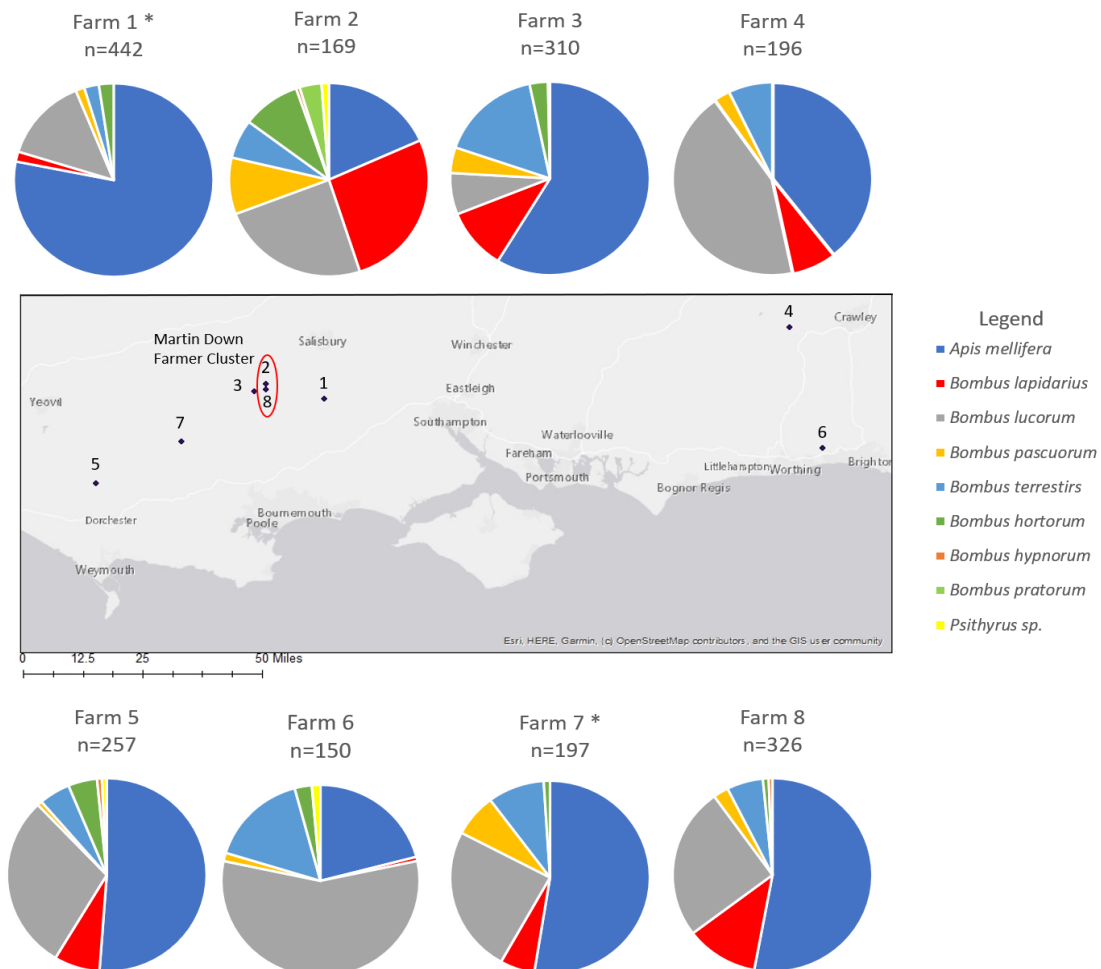 Farm 1 *
n=442
Farm 2
n=169
Farm 3
n=310
Farm 4
n=196
Martin Down
Farmer Cluster
Salisbury
Winchester
Crawley
Yeovil
Eastleigh
Southampton
Waterlooville
Fareham
Portsmouth
Littlehampton
Worthing
Brighton
Bognor Regis
Dorchester
Bournemouth
Poole
Weymouth
1
2
3
4
5
6
7
8
Esri, HERE, Garmin, (c) OpenStreetMap contributors, and the GIS user community
0 12.5 25 50 Miles
Legend
Apis mellifera
Bombus lapidarius
Bombus lucorum
Bombus pascuorum
Bombus terrestirs
Bombus hortorum
Bombus hypnorum
Bombus pratorum
Psithyrus sp.
Farm 5
n=257
Farm 6
n=150
Farm 7 *
n=197
Farm 8
n=326